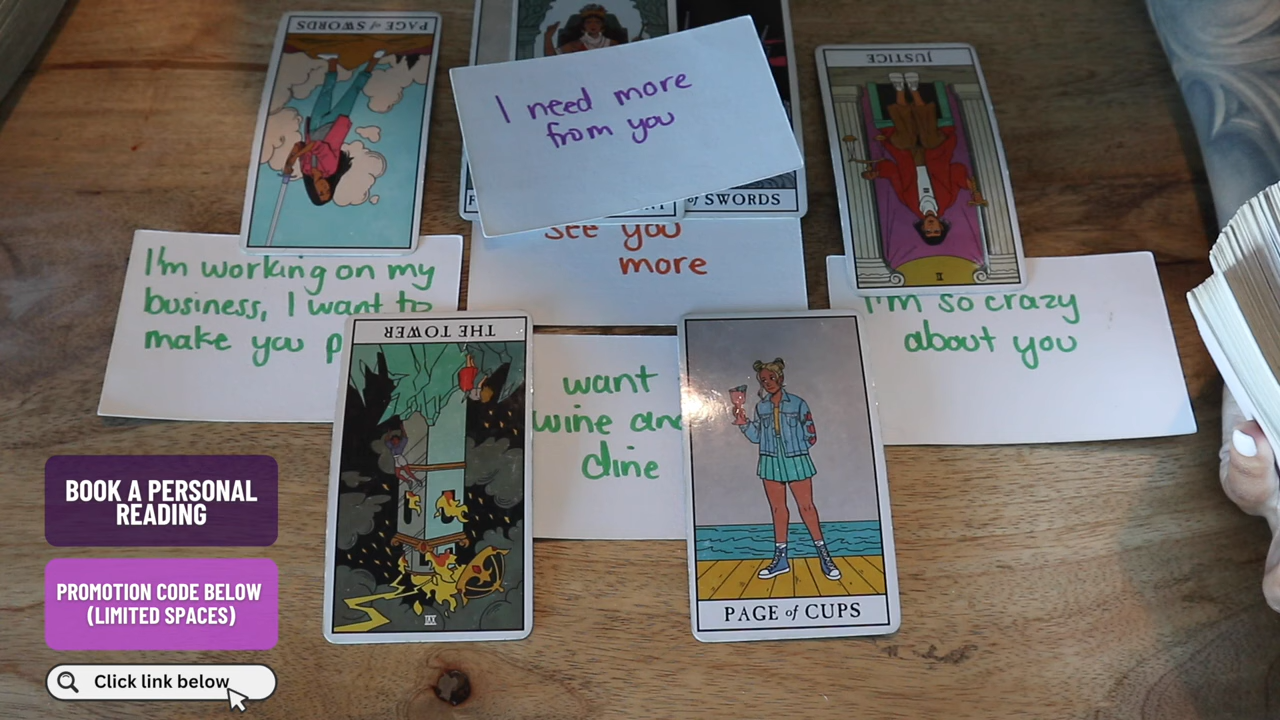 PAGE of SWORDS
I need more
from you
of SWORDS
JUSTICE
see you
more
I'm working on my
business, I want to
make you
THE TOWER
XVI
want
wine and
dine
PAGE of CUPS
I'm so crazy
about you
BOOK A PERSONAL
READING
PROMOTION CODE BELOW
(LIMITED SPACES)
Click link below